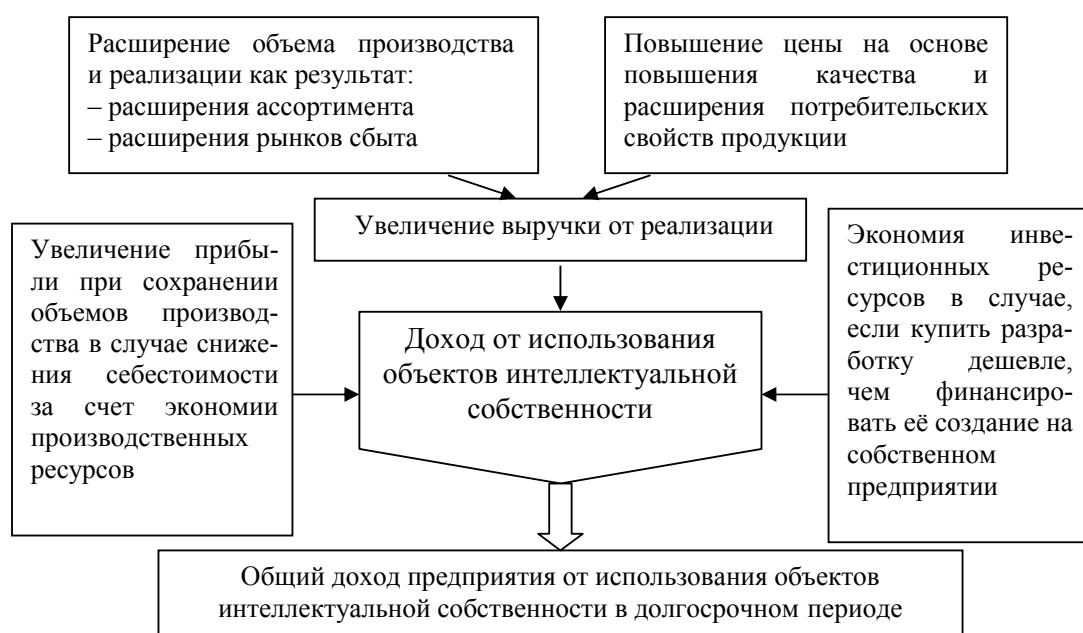 Расширение объема производства
и реализации как результат:
– расширения ассортимента
– расширения рынков сбыта
Повышение цены на основе
повышения качества и
расширения потребительских
свойств продукции
Увеличение выручки от реализации
Увеличение прибы-
ли при сохранении
объемов производ-
ства в случае сниже-
ния себестоимости
за счет экономии
производственных
ресурсов
Доход от использования
объектов интеллектуальной
собственности
Экономия инве-
стиционных ре-
сурсов в случае,
если купить разра-
ботку дешевле,
чем финансиро-
вать её создание на
собственном
предприятии
Общий доход предприятия от использования объектов
интеллектуальной собственности в долгосрочном периоде